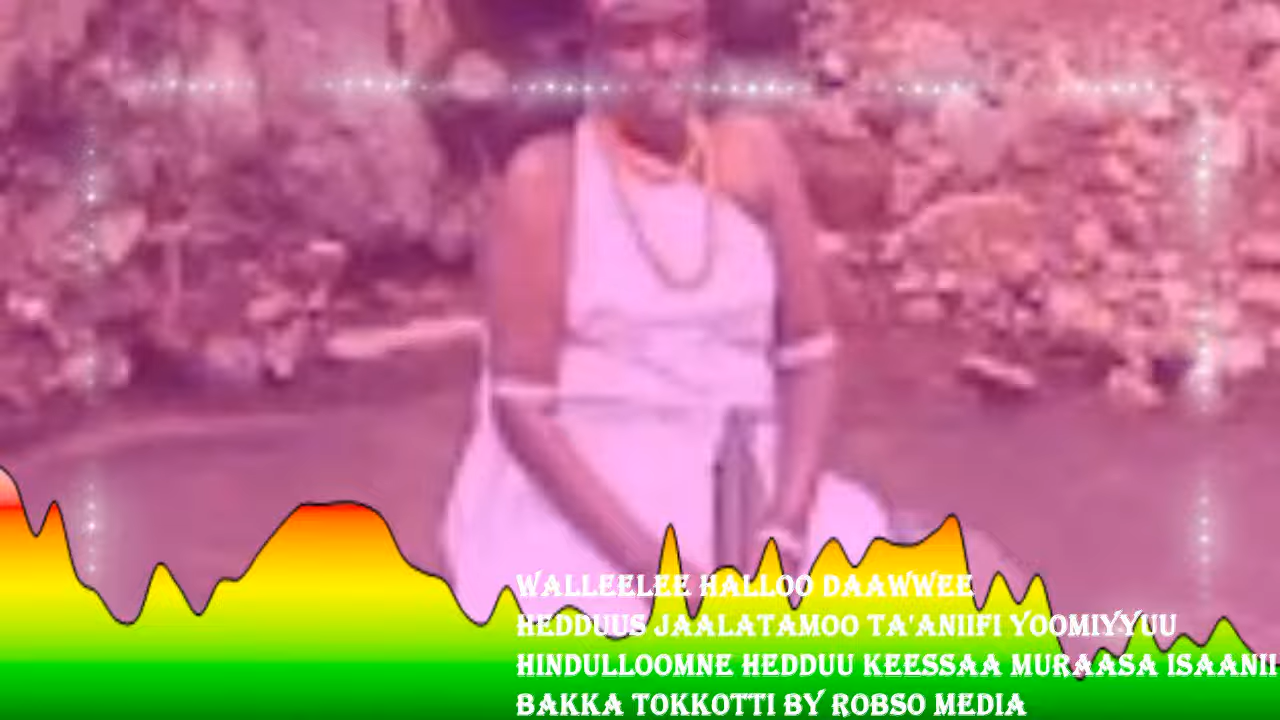 WALLEELEE HALLOO DAAWWEE
HEDDUUS JAALATAMOO TA'ANIIFI YOOMIYYUU
HINDULLOOMNE HEDDUU KEESSAA MURAASA ISAANII
BAKKA TOKKOTTI BY ROBSO MEDIA